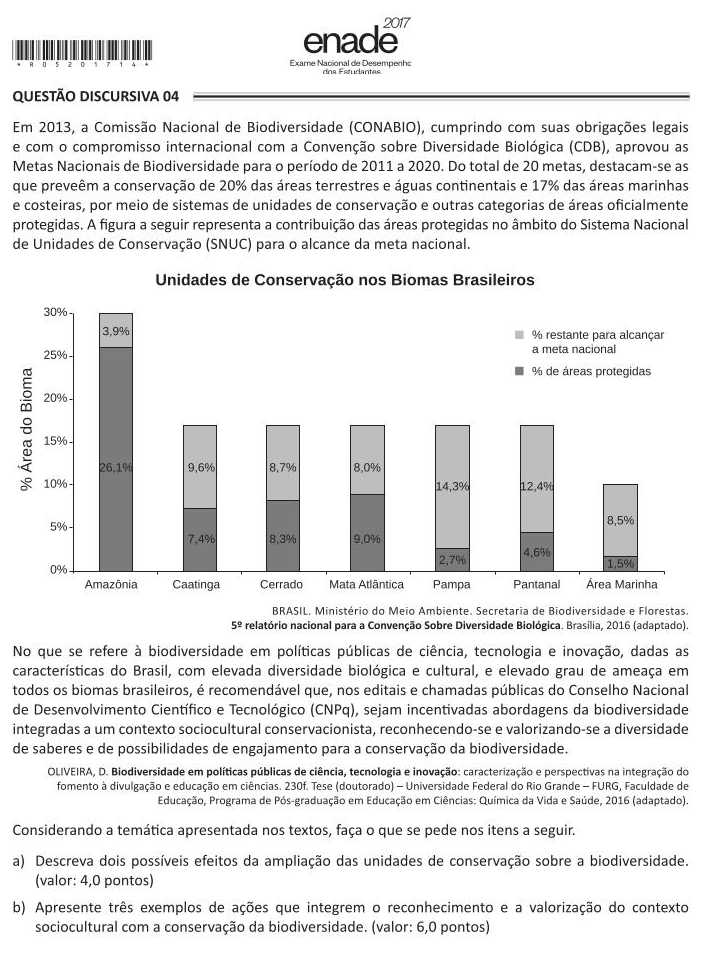 2017
enade
Exame Nacional de Desempenho
dos Estudantes
* R 0 5 2 0 1 7 1 4 *
QUESTÃO DISCURSIVA 04
Em 2013, a Comissão Nacional de Biodiversidade (CONABIO), cumprindo com suas obrigações legais
e com o compromisso internacional com a Convenção sobre Diversidade Biológica (CDB), aprovou as
Metas Nacionais de Biodiversidade para o período de 2011 a 2020. Do total de 20 metas, destacam-se as
que preveêm a conservação de 20% das áreas terrestres e águas continentais e 17% das áreas marinhas
e costeiras, por meio de sistemas de unidades de conservação e outras categorias de áreas oficialmente
protegidas. A figura a seguir representa a contribuição das áreas protegidas no âmbito do Sistema Nacional
de Unidades de Conservação (SNUC) para o alcance da meta nacional.
Unidades de Conservação nos Biomas Brasileiros
% Área do Bioma
30%
25%
20%
15%
10%
5%
0%
% restante para alcançar
a meta nacional
% de áreas protegidas
3,9%
26,1%
9,6%
7,4%
8,7%
8,3%
8,0%
9,0%
14,3%
2,7%
12,4%
4,6%
8,5%
1,5%
Amazônia Caatinga Cerrado Mata Atlântica Pampa Pantanal Área Marinha
BRASIL. Ministério do Meio Ambiente. Secretaria de Biodiversidade e Florestas.
5º relatório nacional para a Convenção Sobre Diversidade Biológica. Brasília, 2016 (adaptado).
No que se refere à biodiversidade em políticas públicas de ciência, tecnologia e inovação, dadas as
características do Brasil, com elevada diversidade biológica e cultural, e elevado grau de ameaça em
todos os biomas brasileiros, é recomendável que, nos editais e chamadas públicas do Conselho Nacional
de Desenvolvimento Científico e Tecnológico (CNPq), sejam incentivadas abordagens da biodiversidade
integradas a um contexto sociocultural conservacionista, reconhecendo-se e valorizando-se a diversidade
de saberes e de possibilidades de engajamento para a conservação da biodiversidade.
OLIVEIRA, D. Biodiversidade em políticas públicas de ciência, tecnologia e inovação: caracterização e perspectivas na integração do
fomento à divulgação e educação em ciências. 230f. Tese (doutorado) – Universidade Federal do Rio Grande – FURG, Faculdade de
Educação, Programa de Pós-graduação em Educação em Ciências: Química da Vida e Saúde, 2016 (adaptado).
Considerando a temática apresentada nos textos, faça o que se pede nos itens a seguir.
a) Descreva dois possíveis efeitos da ampliação das unidades de conservação sobre a biodiversidade.
(valor: 4,0 pontos)
b) Apresente três exemplos de ações que integrem o reconhecimento e a valorização do contexto
sociocultural com a conservação da biodiversidade. (valor: 6,0 pontos)